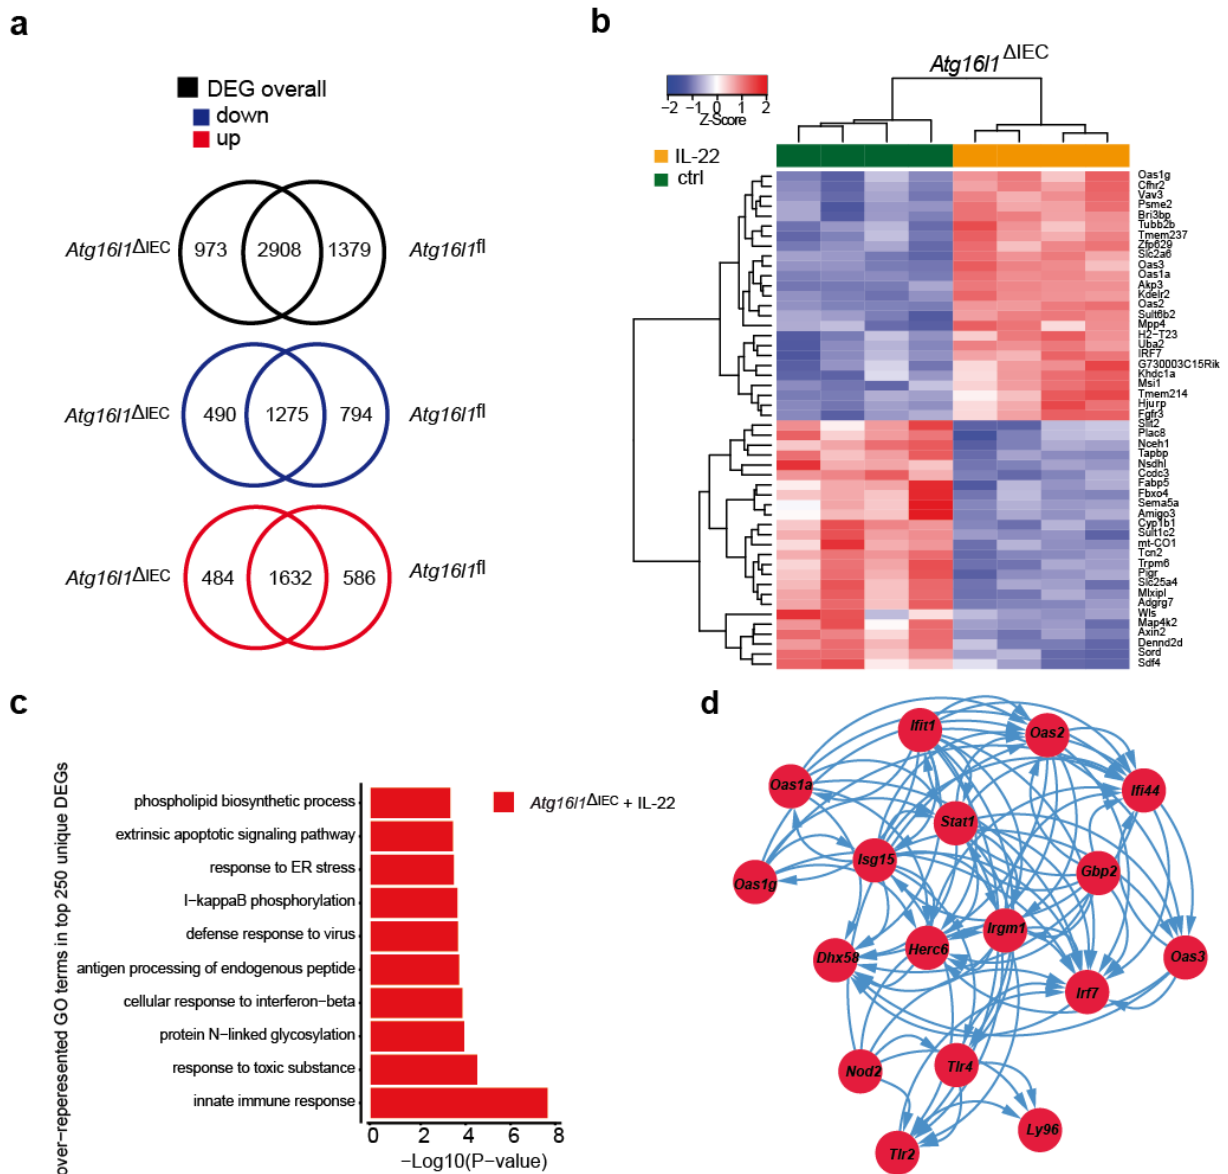 a
DEG overall
down
up
Atg16l1ΔIEC 973 2908 1379 Atg16l1fl
Atg16l1ΔIEC 490 1275 794 Atg16l1fl
Atg16l1ΔIEC 484 1632 586 Atg16l1fl
b
Atg16l1ΔIEC
−2 −1 0 1 2
Z-Score
IL-22
ctrl
Oas1g
Cfhr2
Vav3
Psme2
Bri3bp
Tubb2b
Tmem237
Zfp629
Slc2a6
Oas3
Oas1a
Akp3
Kdelr2
Oas2
Sult6b2
Mpp4
H2−T23
Uba2
IRF7
G730003C15Rik
Khdc1a
Msi1
Tmem214
Hjurp
Fgfr3
Slit2
Plac8
Nceh1
Tapbp
Nsdhl
Ccdc3
Fabp5
Fbxo4
Sema5a
Amigo3
Cyp1b1
Sult1c2
mt-CO1
Tcn2
Trpm6
Pigr
Slc25a4
Mlxipl
Adgrg7
Wls
Map4k2
Axin2
Dennd2d
Sord
Sdf4
c
over−reperesented GO terms in top 250 unique DEGs
phospholipid biosynthetic process
extrinsic apoptotic signaling pathway
response to ER stress
I−kappaB phosphorylation
defense response to virus
antigen processing of endogenous peptide
cellular response to interferon−beta
protein N−linked glycosylation
response to toxic substance
innate immune response
0 2 4 6 8
−Log10(P−value)
Atg16l1ΔIEC + IL-22
d
Ifit1
Oas2
Oas1a
Ifi44
Stat1
Isg15
Gbp2
Oas1g
Irgm1
Herc6
Dhx58
Oas3
Irf7
Nod2
Tlr4
Ly96
Tlr2